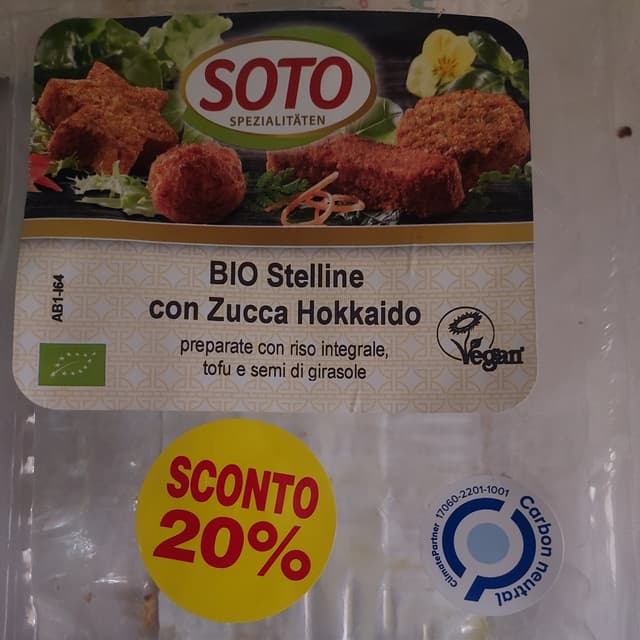 SOTO
SPEZIALITÄTEN
BIO Stelline
con Zucca Hokkaido
preparate con riso integrale,
tofu e semi di girasole
AB1-I64
Vegan
SCONTO
20%
ClimatePartner 17060-2201-1001
Carbon neutral